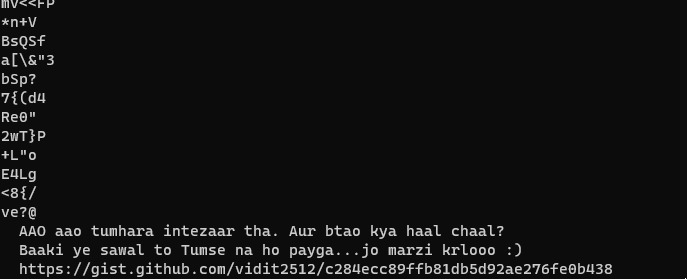 mv<<FP
*n+V
BsQSf
a[\&"3
bSp?
7{(d4
Re0"
2wT}P
+L"o
E4Lg
<8{/
ve?@
AAO aao tumhara intezaar tha. Aur btao kya haal chaal?
Baaki ye sawal to Tumse na ho payga...jo marzi krlooo :)
https://gist.github.com/vidit2512/c284ecc89ffb81db5d92ae276fe0b438